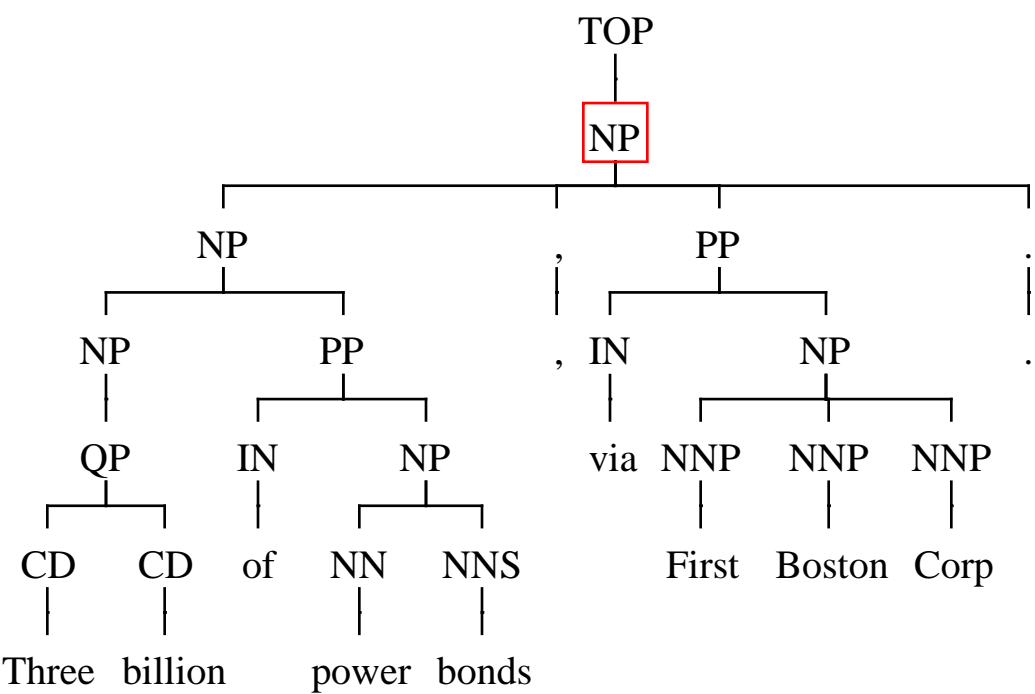 TOP
NP
NP , PP .
NP PP , IN NP .
QP IN NP via NNP NNP NNP
CD CD of NN NNS First Boston Corp
Three billion power bonds